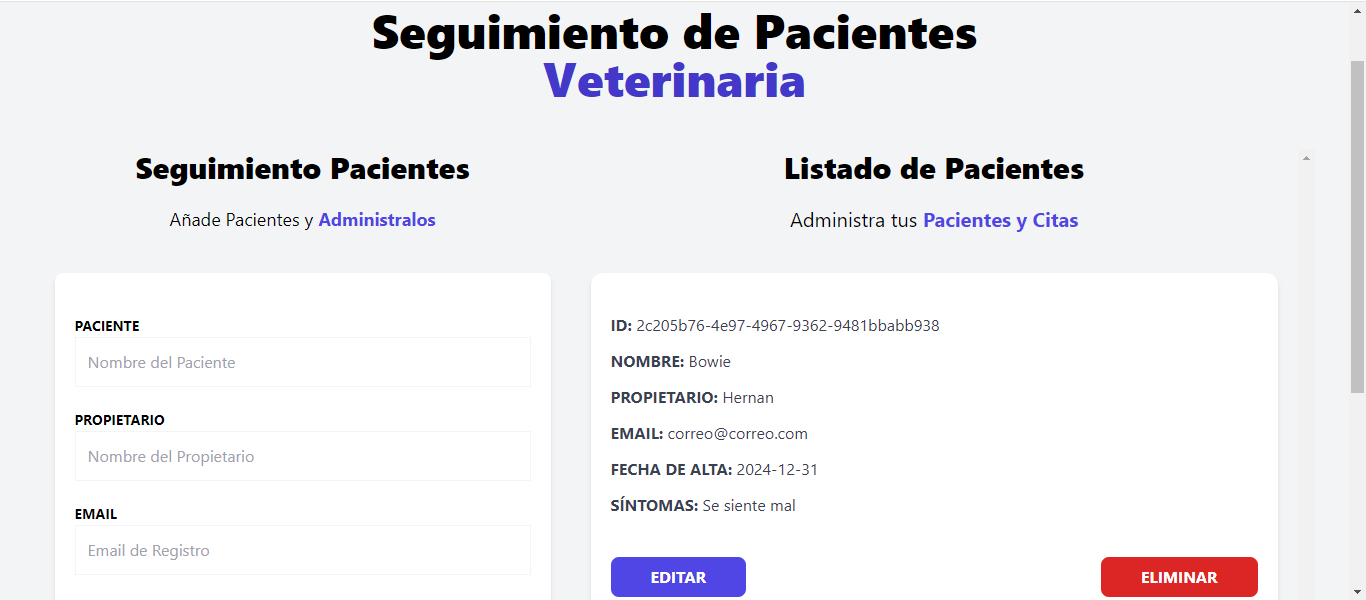 Seguimiento de Pacientes
Veterinaria
Seguimiento Pacientes
Añade Pacientes y Administralos
PACIENTE
Nombre del Paciente
PROPIETARIO
Nombre del Propietario
EMAIL
Email de Registro
Listado de Pacientes
Administra tus Pacientes y Citas
ID: 2c205b76-4e97-4967-9362-9481bbabb938
NOMBRE: Bowie
PROPIETARIO: Hernan
EMAIL: correo@correo.com
FECHA DE ALTA: 2024-12-31
SÍNTOMAS: Se siente mal
EDITAR
ELIMINAR